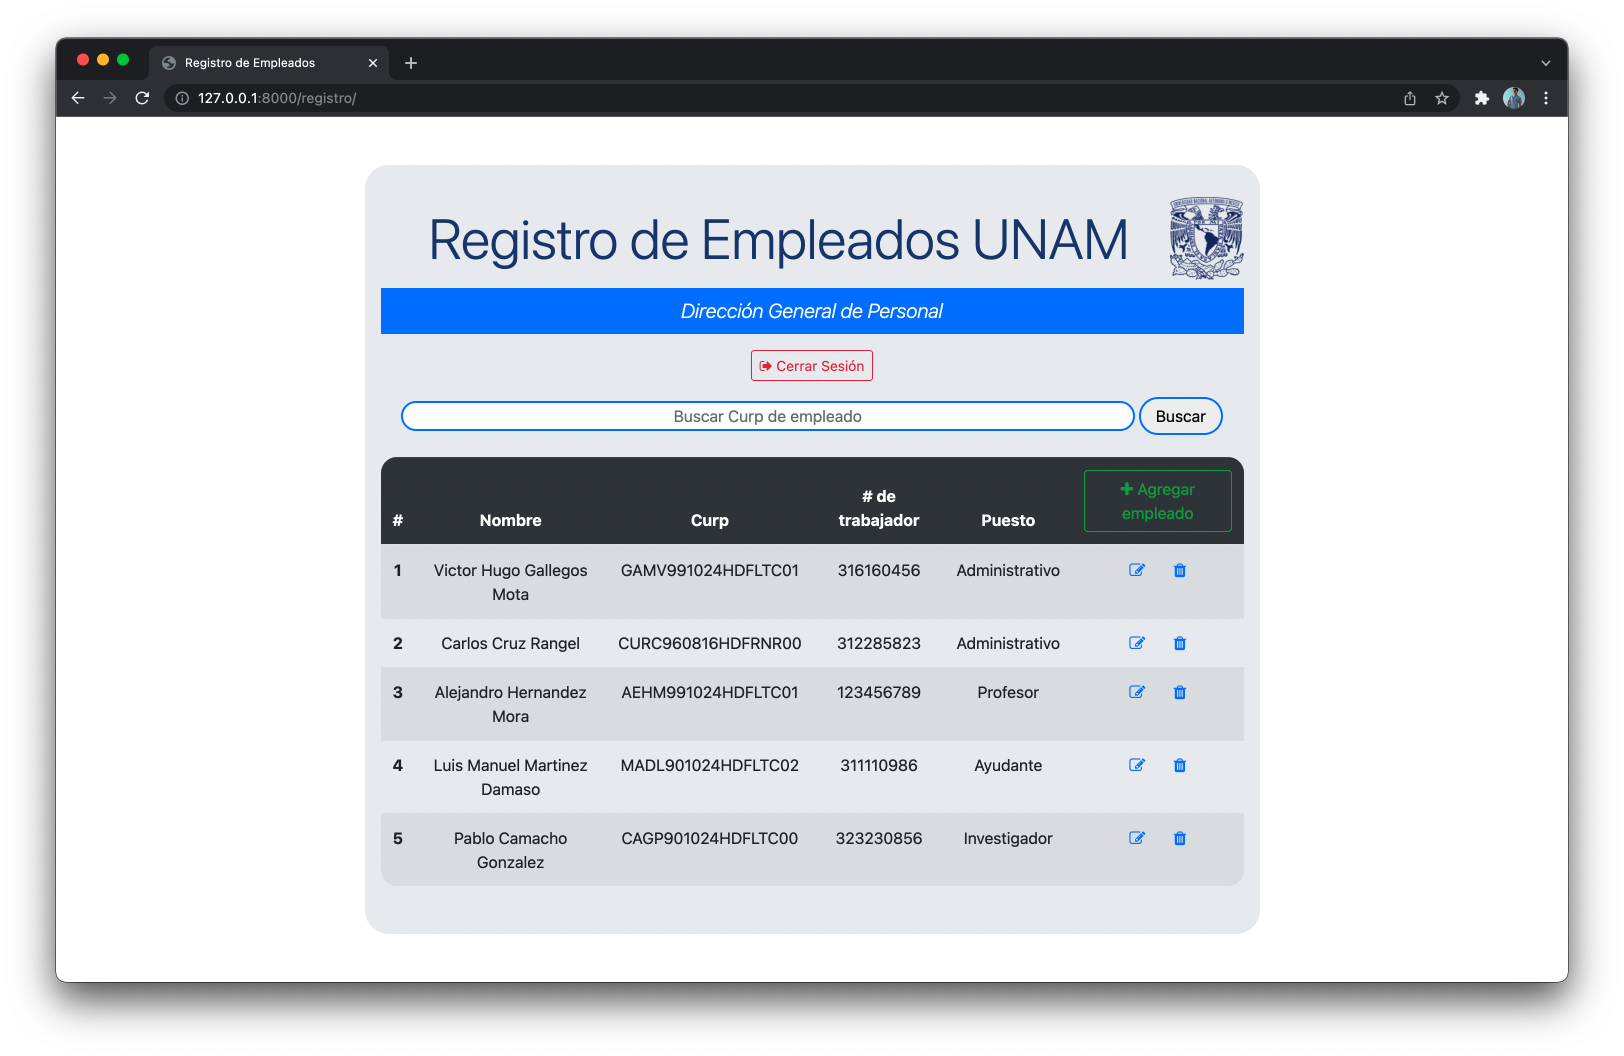 Registro de Empleados
127.0.0.1:8000/registro/
Registro de Empleados UNAM
Dirección General de Personal
Cerrar Sesión
Buscar Curp de empleado Buscar
# Nombre Curp # de trabajador Puesto Agregar empleado
1 Victor Hugo Gallegos Mota GAMV991024HDFLTC01 316160456 Administrativo
2 Carlos Cruz Rangel CURC960816HDFRNR00 312285823 Administrativo
3 Alejandro Hernandez Mora AEHM991024HDFLTC01 123456789 Profesor
4 Luis Manuel Martinez Damaso MADL901024HDFLTC02 311110986 Ayudante
5 Pablo Camacho Gonzalez CAGP901024HDFLTC00 323230856 Investigador